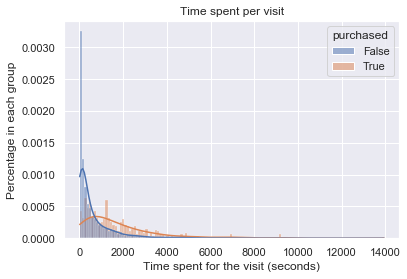 Time spent per visit
purchased
False
True
Percentage in each group
0.0030
0.0025
0.0020
0.0015
0.0010
0.0005
0.0000
0 2000 4000 6000 8000 10000 12000 14000
Time spent for the visit (seconds)